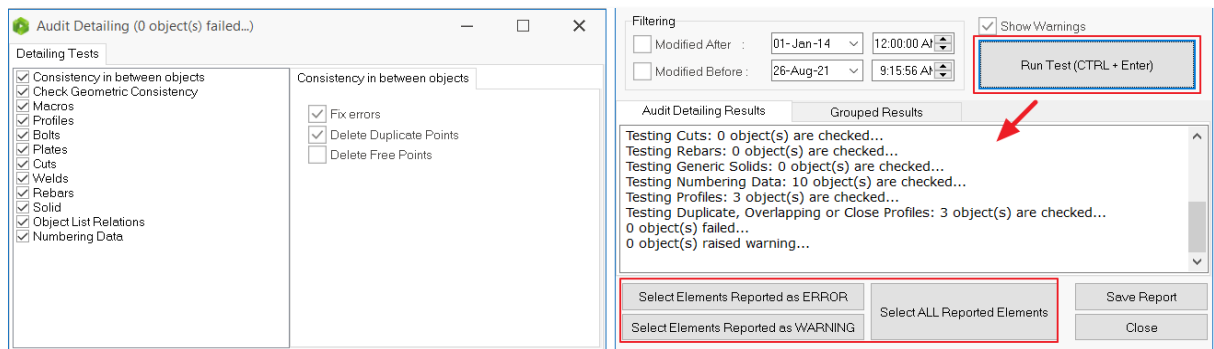 Audit Detailing (0 object(s) failed...)
Detailing Tests
Consistency in between objects
Check Geometric Consistency
Macros
Profiles
Bolts
Plates
Cuts
Welds
Rebars
Solid
Object List Relations
Numbering Data
Consistency in between objects
Fix errors
Delete Duplicate Points
Delete Free Points
Filtering
Modified After :
01-Jan-14
12:00:00 AM
Modified Before :
26-Aug-21
9:15:56 AM
Show Warnings
Run Test (CTRL + Enter)
Audit Detailing Results
Grouped Results
Testing Cuts: 0 object(s) are checked...
Testing Rebars: 0 object(s) are checked...
Testing Generic Solids: 0 object(s) are checked...
Testing Numbering Data: 10 object(s) are checked...
Testing Profiles: 3 object(s) are checked...
Testing Duplicate, Overlapping or Close Profiles: 3 object(s) are checked...
0 object(s) failed...
0 object(s) raised warning...
Select Elements Reported as ERROR
Select Elements Reported as WARNING
Select ALL Reported Elements
Save Report
Close